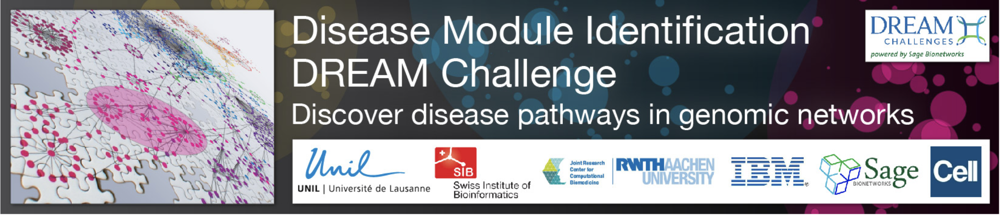 Disease Module Identification
DREAM Challenge
Discover disease pathways in genomic networks
DREAM
CHALLENGES
powered by Sage Bionetworks
Unil
UNIL | Université de Lausanne
SIB
Swiss Institute of
Bioinformatics
Joint Research
Center for
Computational
Biomedicine
RWTHAACHEN
UNIVERSITY
IBM®
Sage
BIONETWORKS
Cell